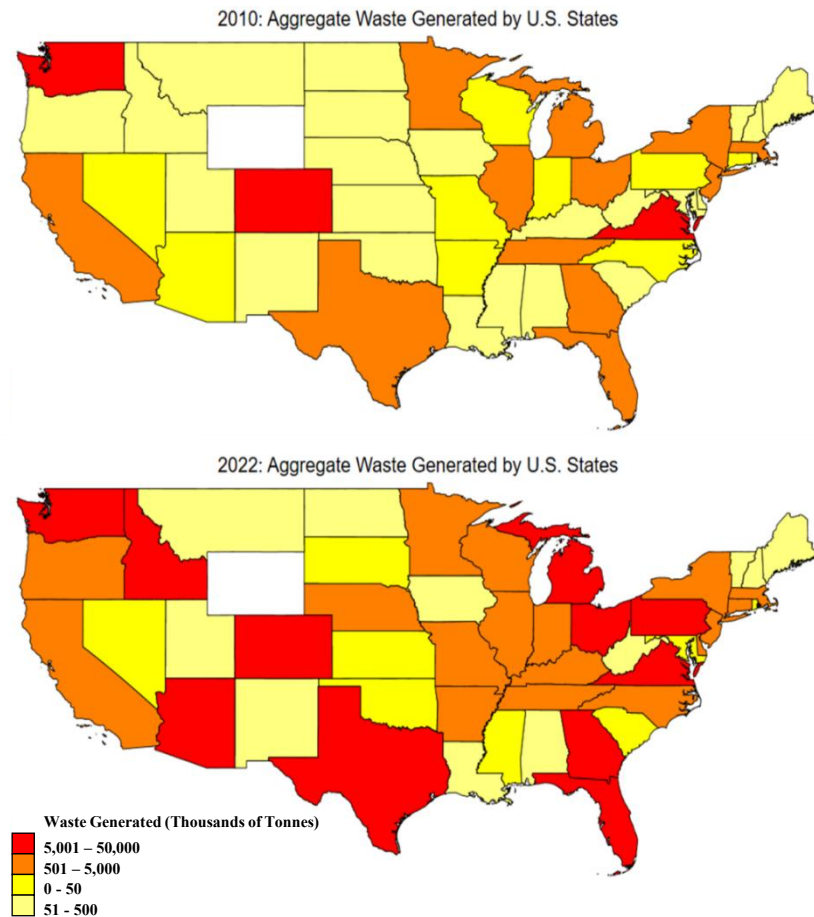 2010: Aggregate Waste Generated by U.S. States
2022: Aggregate Waste Generated by U.S. States
Waste Generated (Thousands of Tonnes)
5,001 – 50,000
501 – 5,000
0 - 50
51 - 500